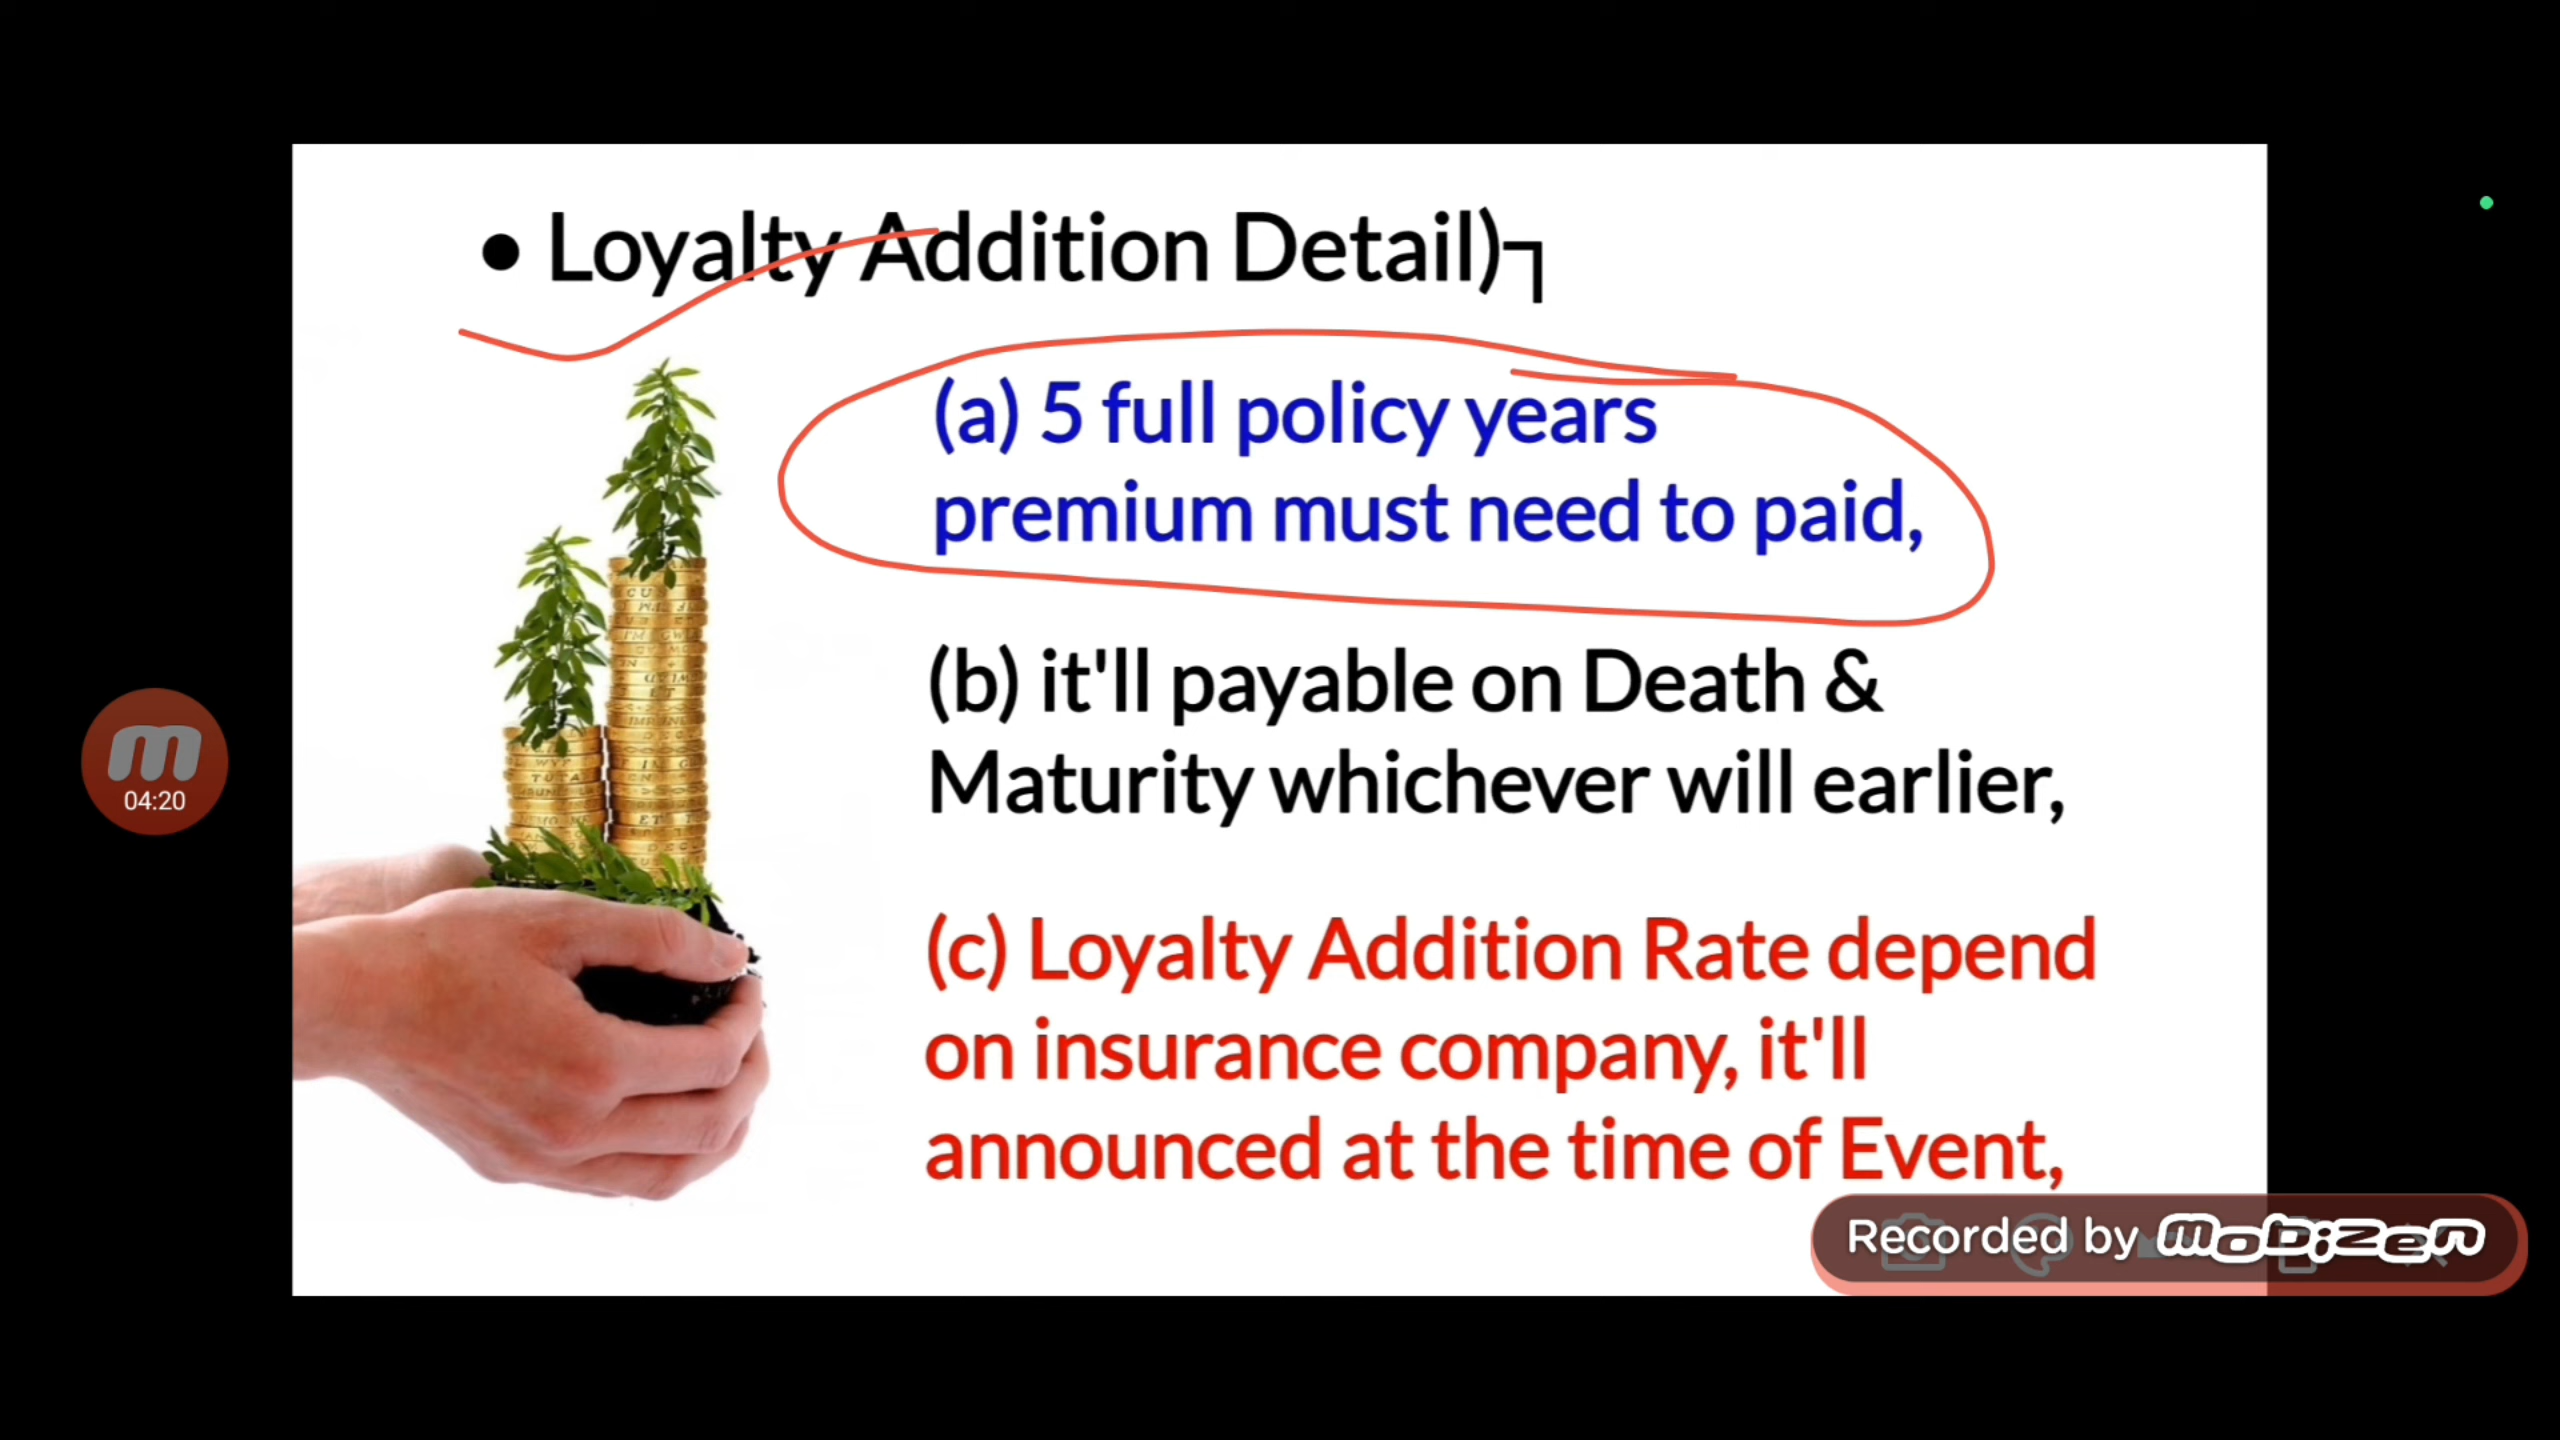 • Loyalty Addition Detail)┐
(a) 5 full policy years
premium must need to paid,
(b) it'll payable on Death &
Maturity whichever will earlier,
(c) Loyalty Addition Rate depend
on insurance company, it'll
announced at the time of Event,
m
04:20
Recorded by mobizen